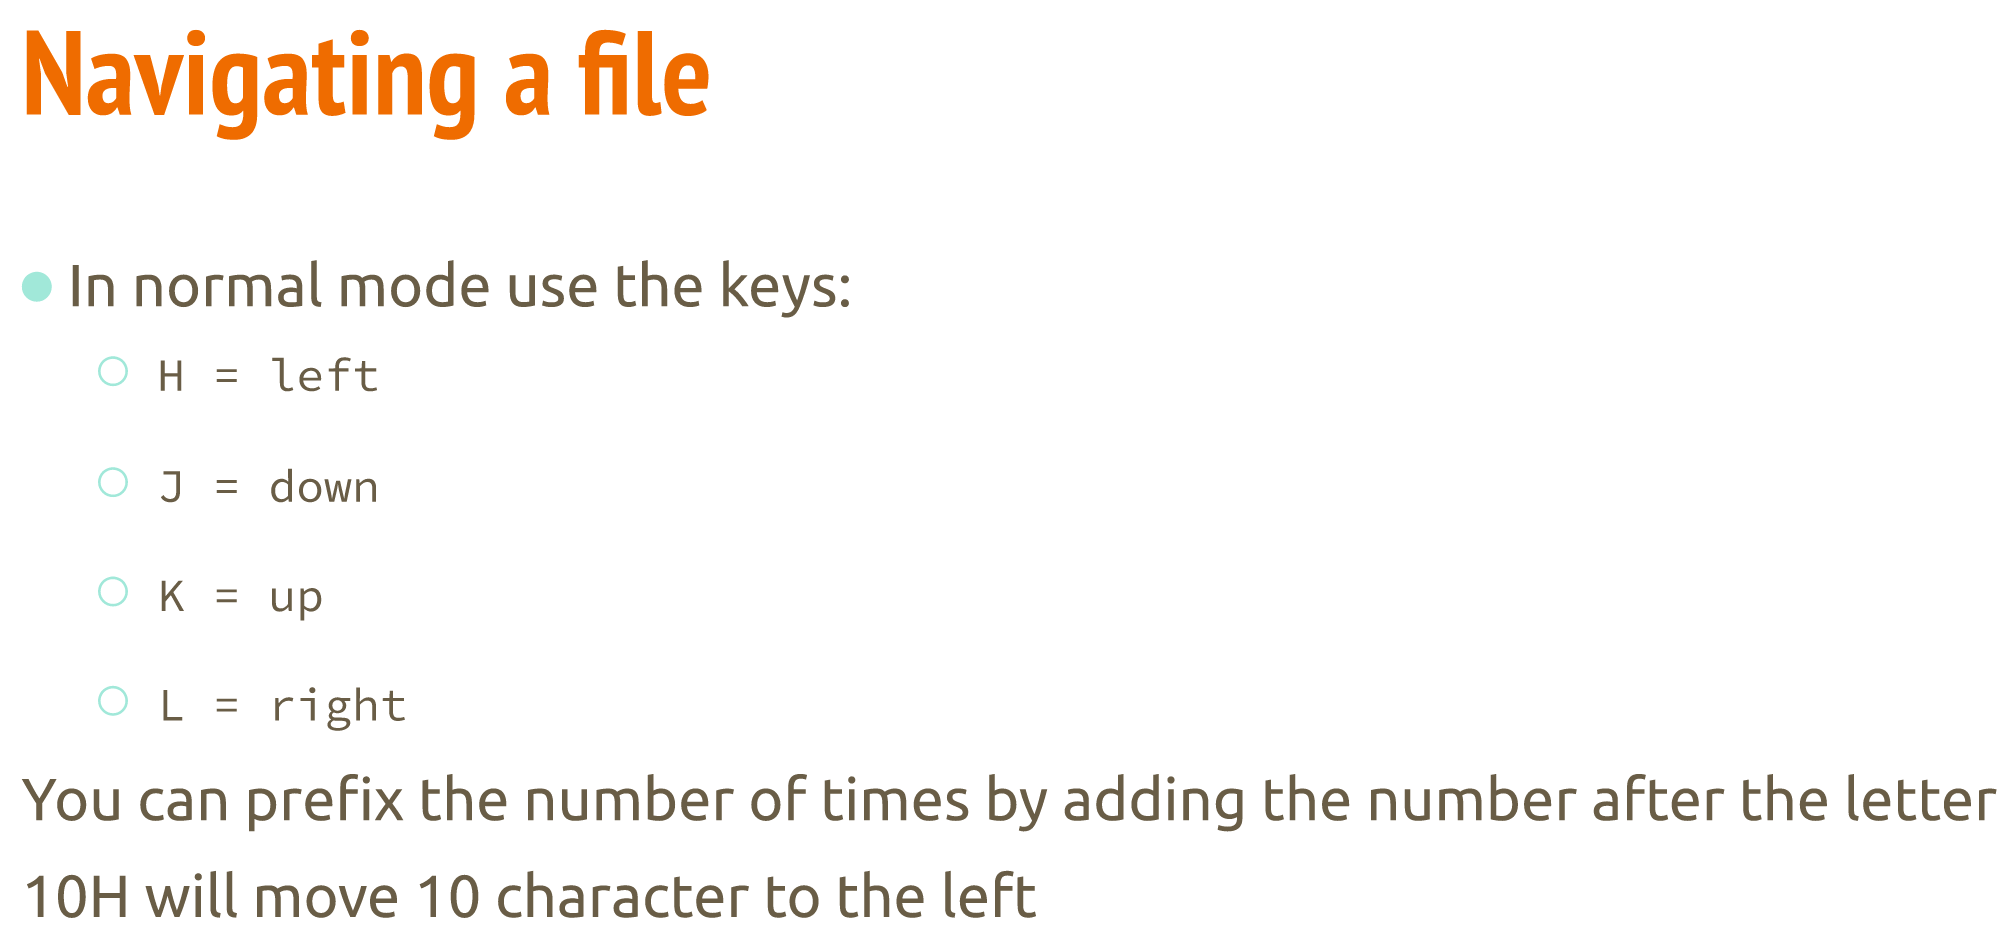 Navigating a file
In normal mode use the keys:
H = left
J = down
K = up
L = right
You can prefix the number of times by adding the number after the letter
10H will move 10 character to the left